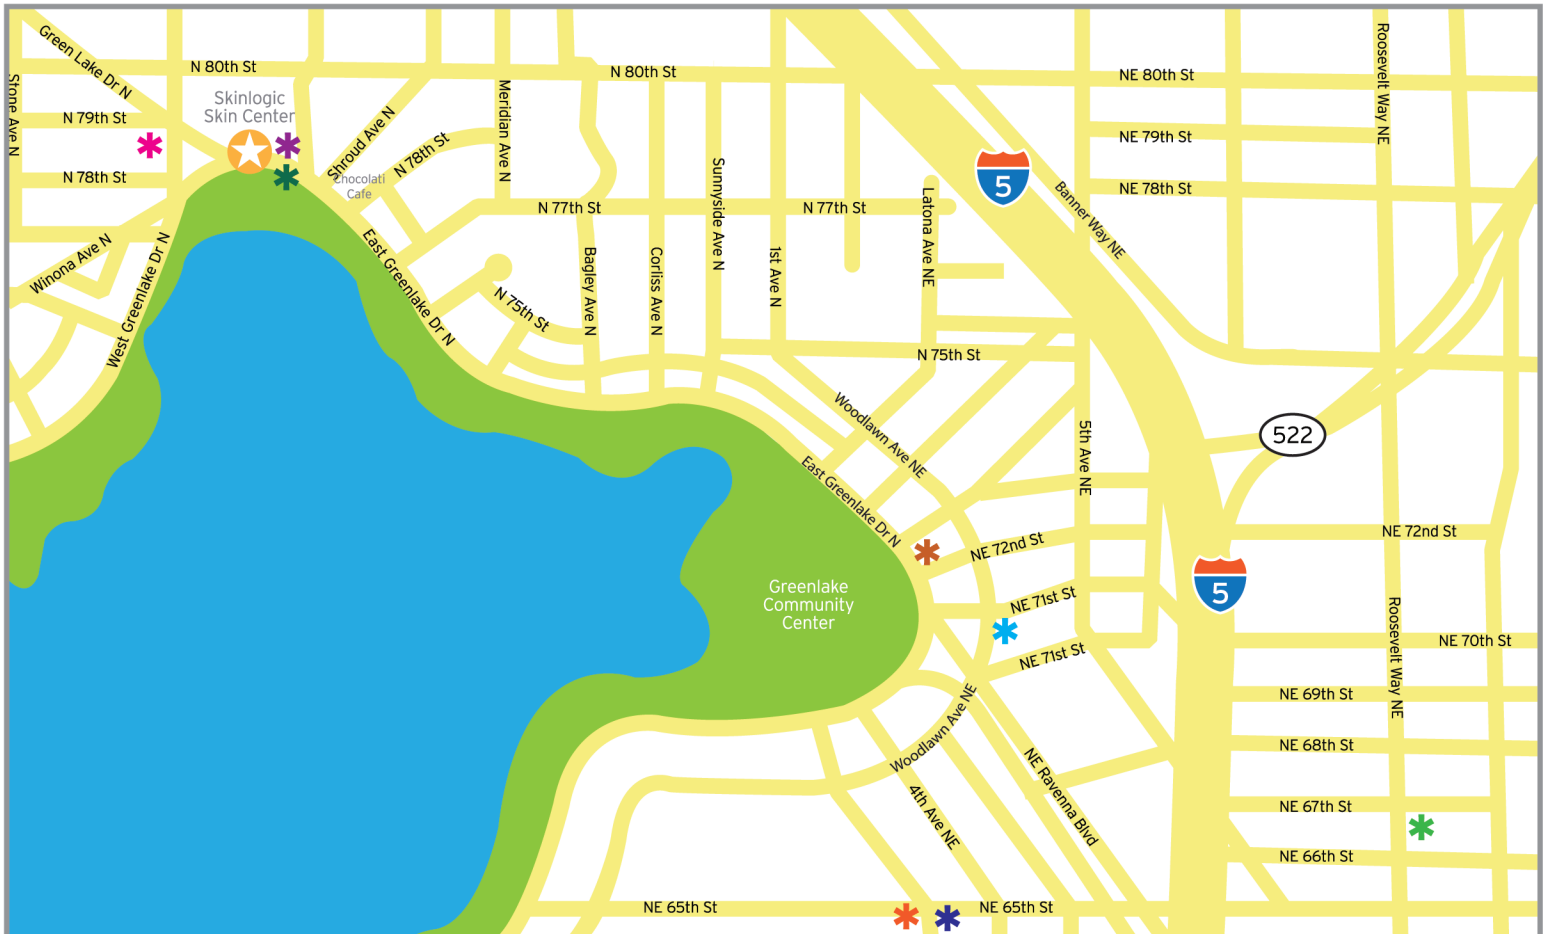 Green Lake Dr N
N 80th St
N 80th St
NE 80th St
Roosevelt Way NE
Stone Ave N
Skinlogic
Skin Center
Meridian Ave N
N 79th St
Shroud Ave N
N 78th St
NE 79th St
5
N 78th St
Chocolati
Cafe
NE 78th St
Sunnyside Ave N
Latona Ave NE
Banner Way NE
N 77th St
N 77th St
Winona Ave N
West Greenlake Dr N
East Greenlake Dr N
N 75th St
Bagley Ave N
Corliss Ave N
1st Ave N
N 75th St
Woodlawn Ave NE
5th Ave NE
522
East Greenlake Dr N
NE 72nd St
NE 72nd St
Greenlake
Community
Center
NE 71st St
5
Roosevelt Way NE
NE 71st St
NE 70th St
NE 69th St
Woodlawn Ave NE
NE 68th St
NE Ravenna Blvd
4th Ave NE
NE 67th St
NE 66th St
NE 65th St
NE 65th St